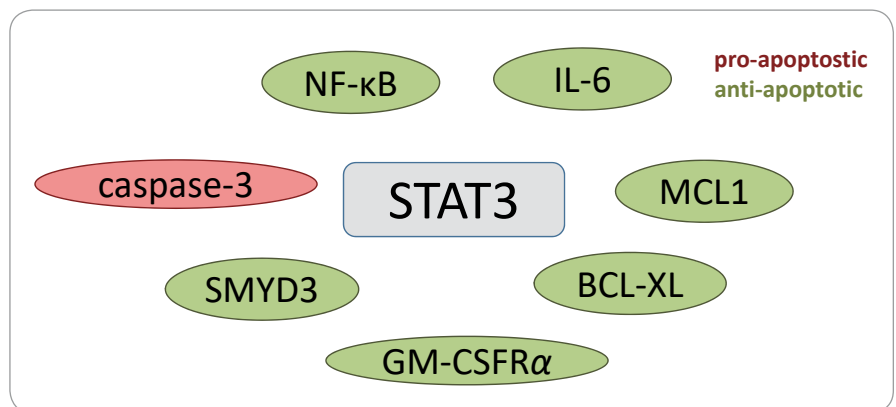 NF-κB
IL-6
pro-apoptostic
anti-apoptotic
caspase-3
STAT3
MCL1
SMYD3
BCL-XL
GM-CSFRα